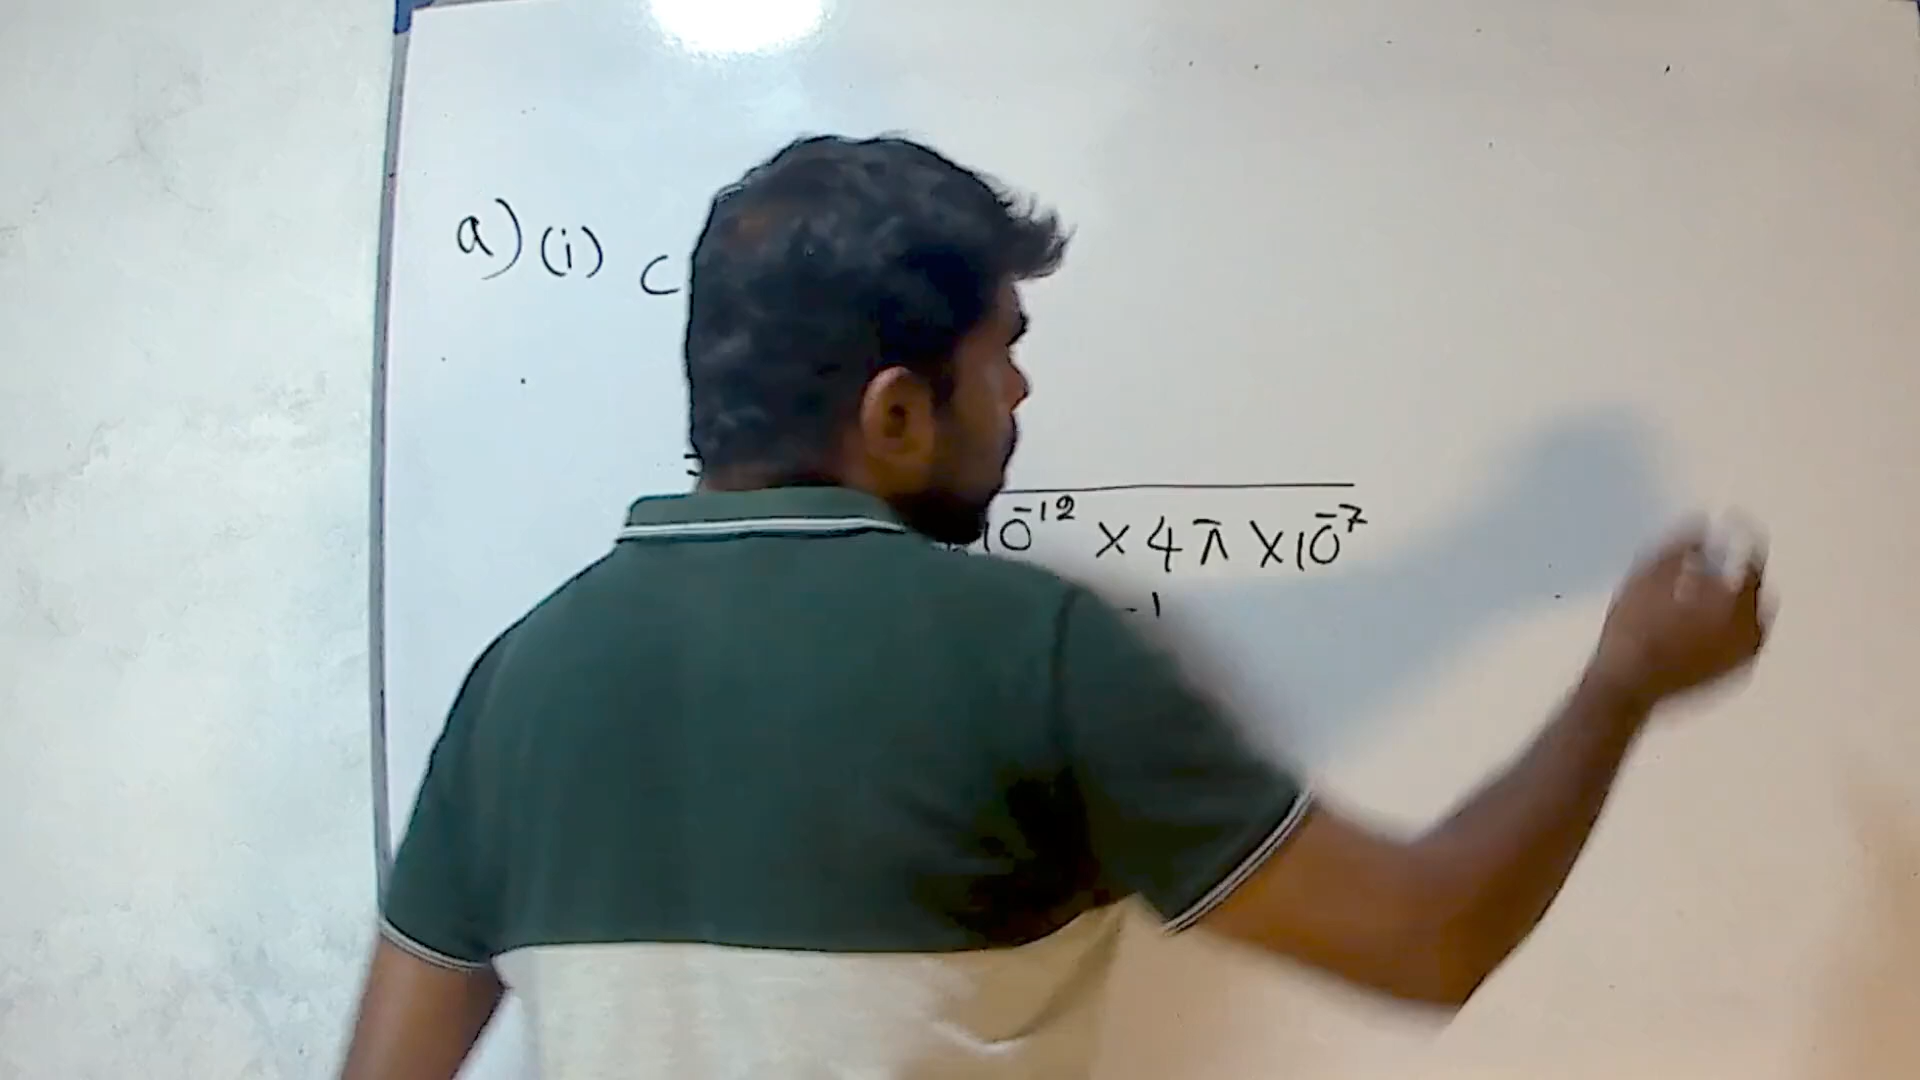 a) (i) c
10⁻¹² × 4π × 10⁻⁷
-1